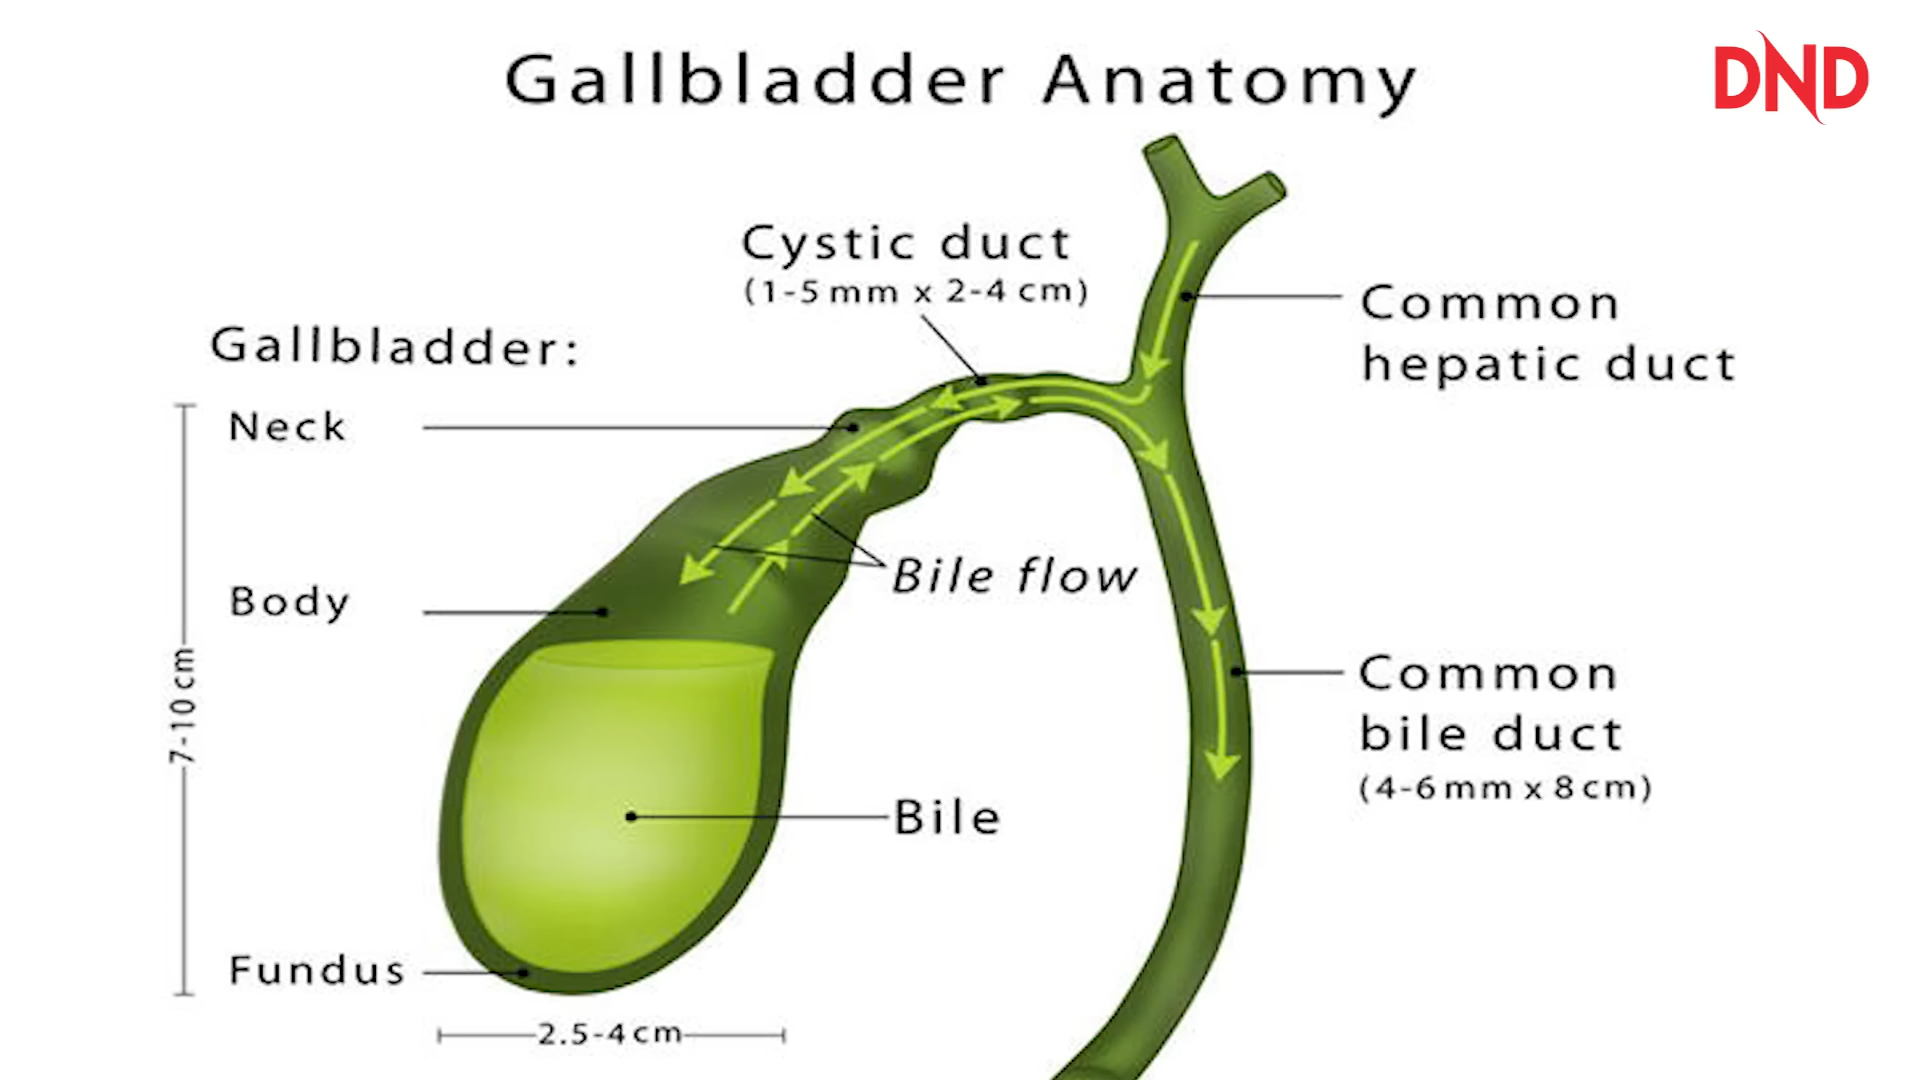 Gallbladder Anatomy
DND
Cystic duct
(1-5 mm x 2-4 cm)
Common
hepatic duct
Gallbladder:
Neck
Bile flow
Body
7-10 cm
Common
bile duct
(4-6 mm x 8 cm)
Bile
Fundus
2.5-4 cm